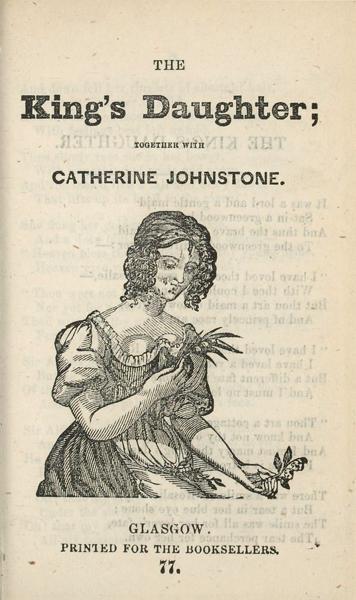 THE
King's Daughter;
TOGETHER WITH
CATHERINE JOHNSTONE.
GLASGOW.
PRINTED FOR THE BOOKSELLERS.
77.